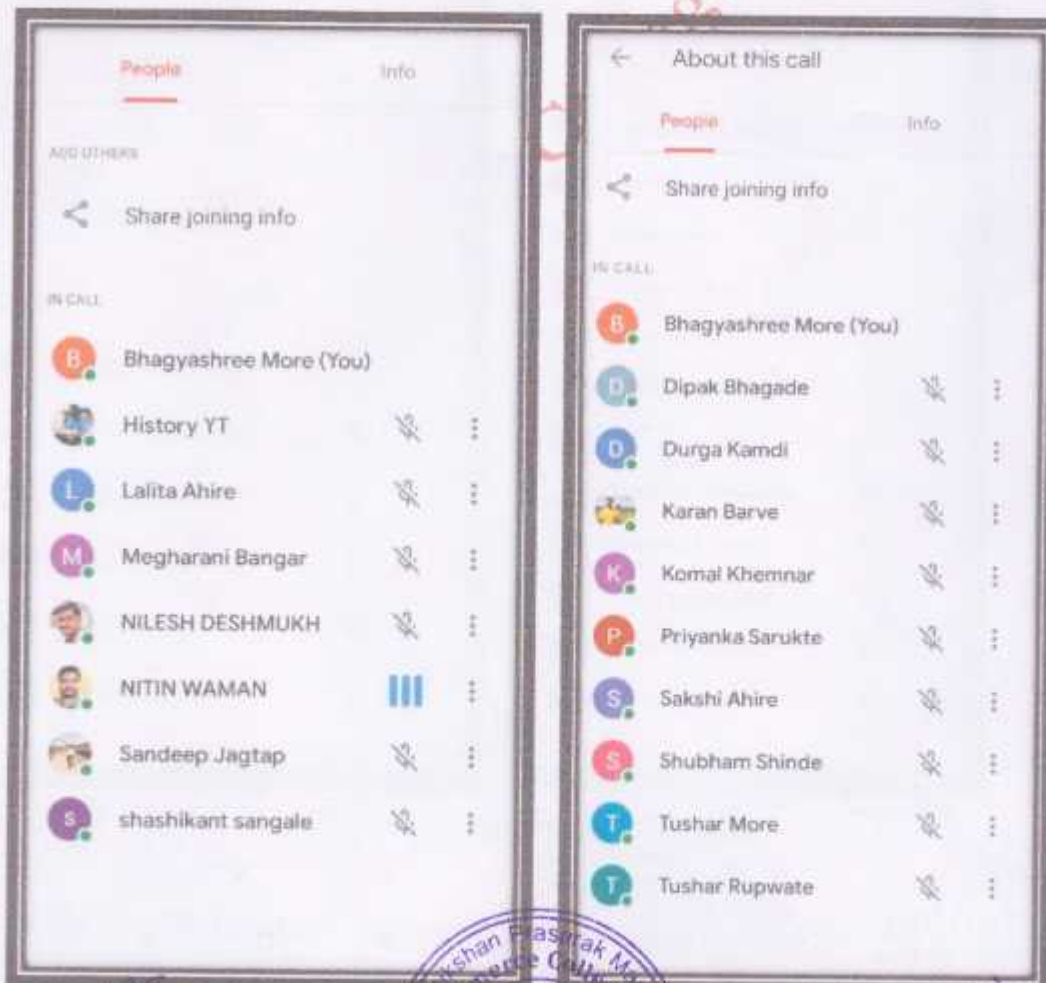 People Info
ADD OTHERS
Share joining info
IN CALL
B Bhagyashree More (You)
History YT
L Lalita Ahire
M Megharani Bangar
NILESH DESHMUKH
NITIN WAMAN
Sandeep Jagtap
s shashikant sangale
About this call
People Info
Share joining info
IN CALL
B Bhagyashree More (You)
D Dipak Bhagade
D Durga Kamdi
Karan Barve
K Komal Khemnar
P Priyanka Sarukte
S Sakshi Ahire
S Shubham Shinde
T Tushar More
T Tushar Rupwate